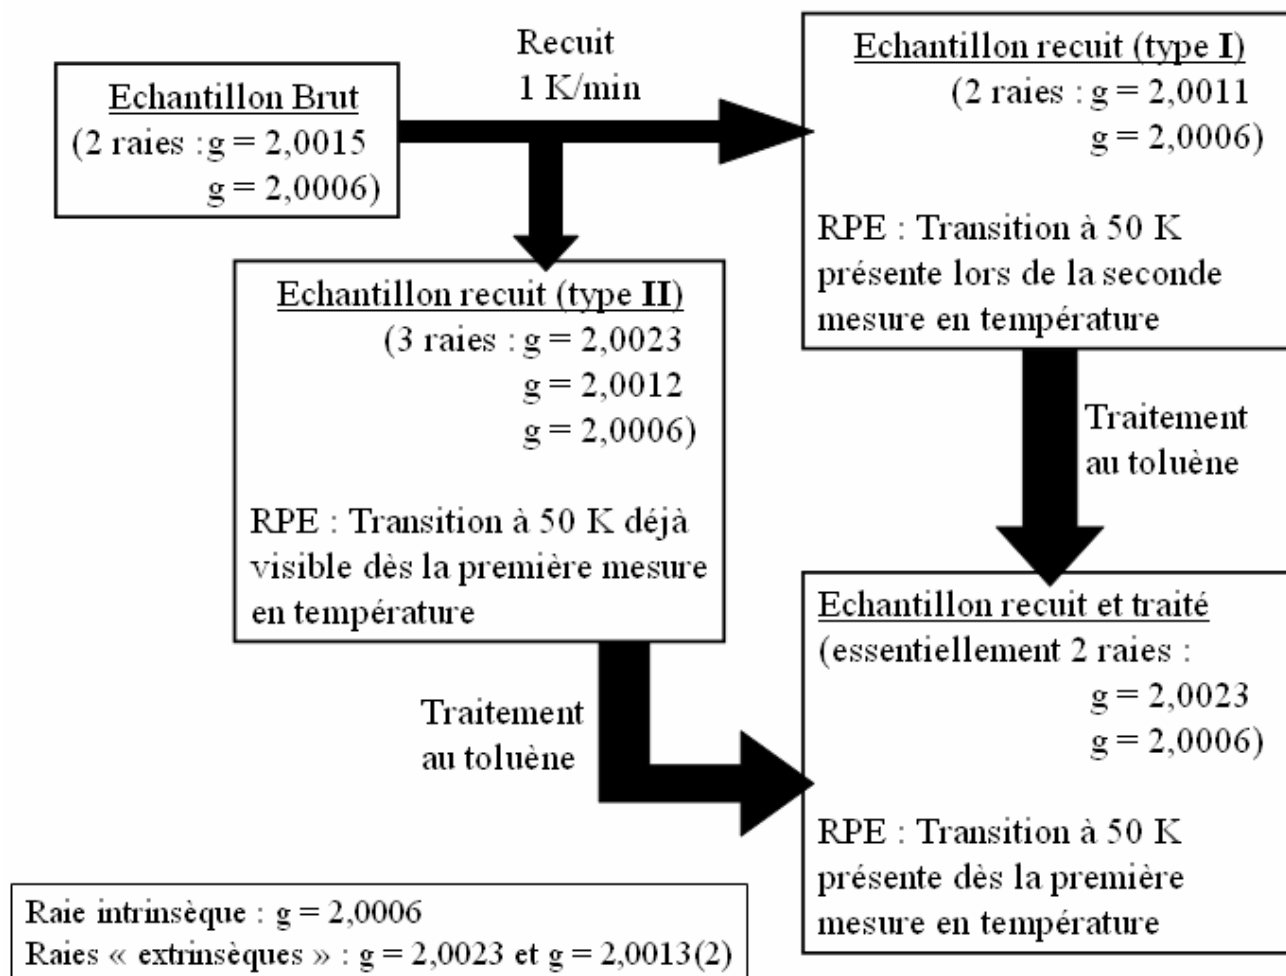 Echantillon Brut
(2 raies : g = 2,0015
g = 2,0006)
Recuit
1 K/min
Echantillon recuit (type I)
(2 raies : g = 2,0011
g = 2,0006)
RPE : Transition à 50 K
présente lors de la seconde
mesure en température
Echantillon recuit (type II)
(3 raies : g = 2,0023
g = 2,0012
g = 2,0006)
RPE : Transition à 50 K déjà
visible dès la première mesure
en température
Traitement
au toluène
Traitement
au toluène
Echantillon recuit et traité
(essentiellement 2 raies :
g = 2,0023
g = 2,0006)
RPE : Transition à 50 K
présente dès la première
mesure en température
Raie intrinsèque : g = 2,0006
Raies « extrinsèques » : g = 2,0023 et g = 2,0013(2)